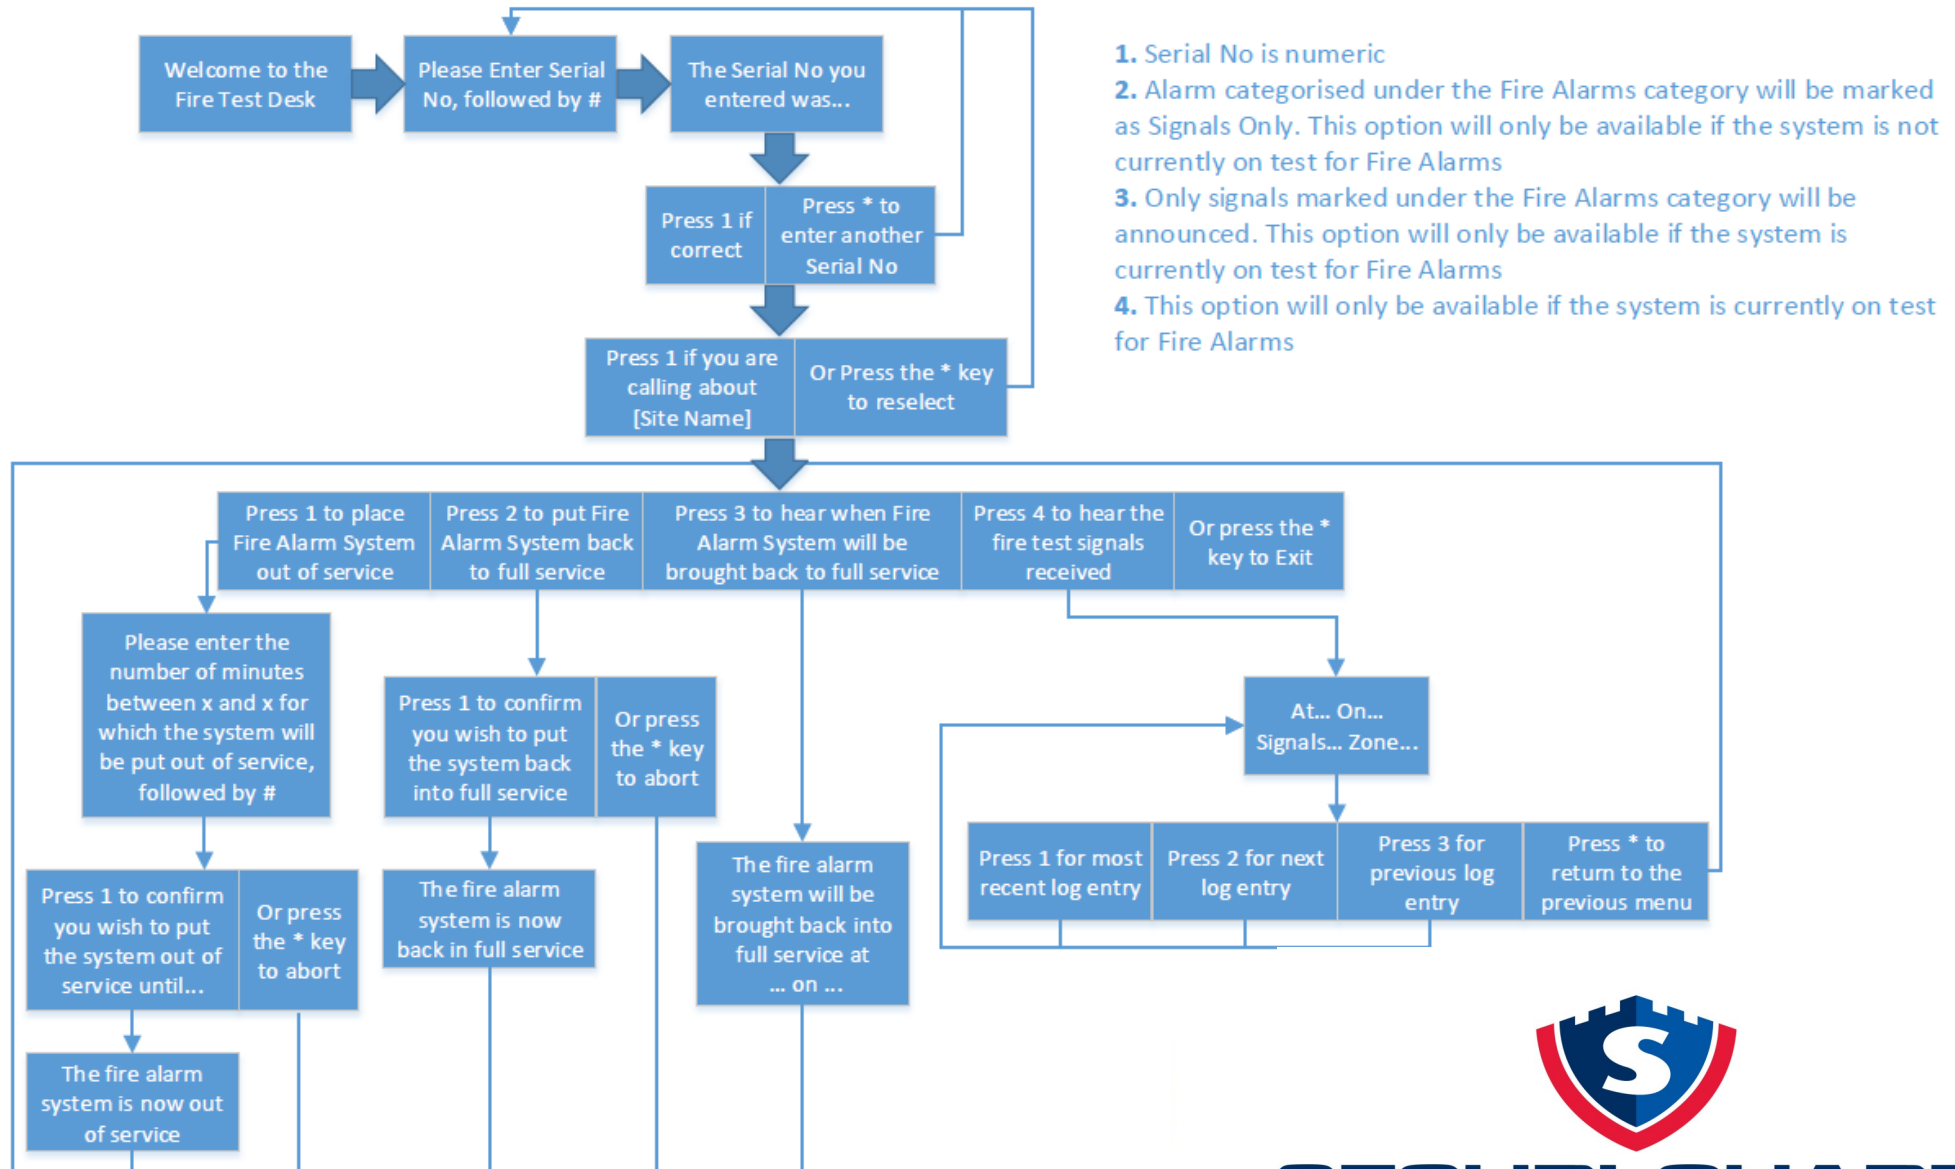 Welcome to the
Fire Test Desk
Please Enter Serial
No, followed by #
The Serial No you
entered was...
1. Serial No is numeric
2. Alarm categorised under the Fire Alarms category will be marked
as Signals Only. This option will only be available if the system is not
currently on test for Fire Alarms
3. Only signals marked under the Fire Alarms category will be
announced. This option will only be available if the system is
currently on test for Fire Alarms
4. This option will only be available if the system is currently on test
for Fire Alarms
Press 1 if
correct
Press * to
enter another
Serial No
Press 1 if you are
calling about
[Site Name]
Or Press the * key
to reselect
Press 1 to place
Fire Alarm System
out of service
Press 2 to put Fire
Alarm System back
to full service
Press 3 to hear when Fire
Alarm System will be
brought back to full service
Press 4 to hear the
fire test signals
received
Or press the *
key to Exit
Please enter the
number of minutes
between x and x for
which the system will
be put out of service,
followed by #
Press 1 to confirm
you wish to put
the system back
into full service
Or press
the * key
to abort
At... On...
Signals... Zone...
Press 1 to confirm
you wish to put
the system out of
service until...
Or press
the * key
to abort
The fire alarm
system is now
back in full service
The fire alarm
system will be
brought back into
full service at
... on ...
Press 1 for most
recent log entry
Press 2 for next
log entry
Press 3 for
previous log
entry
Press * to
return to the
previous menu
The fire alarm
system is now out
of service
S